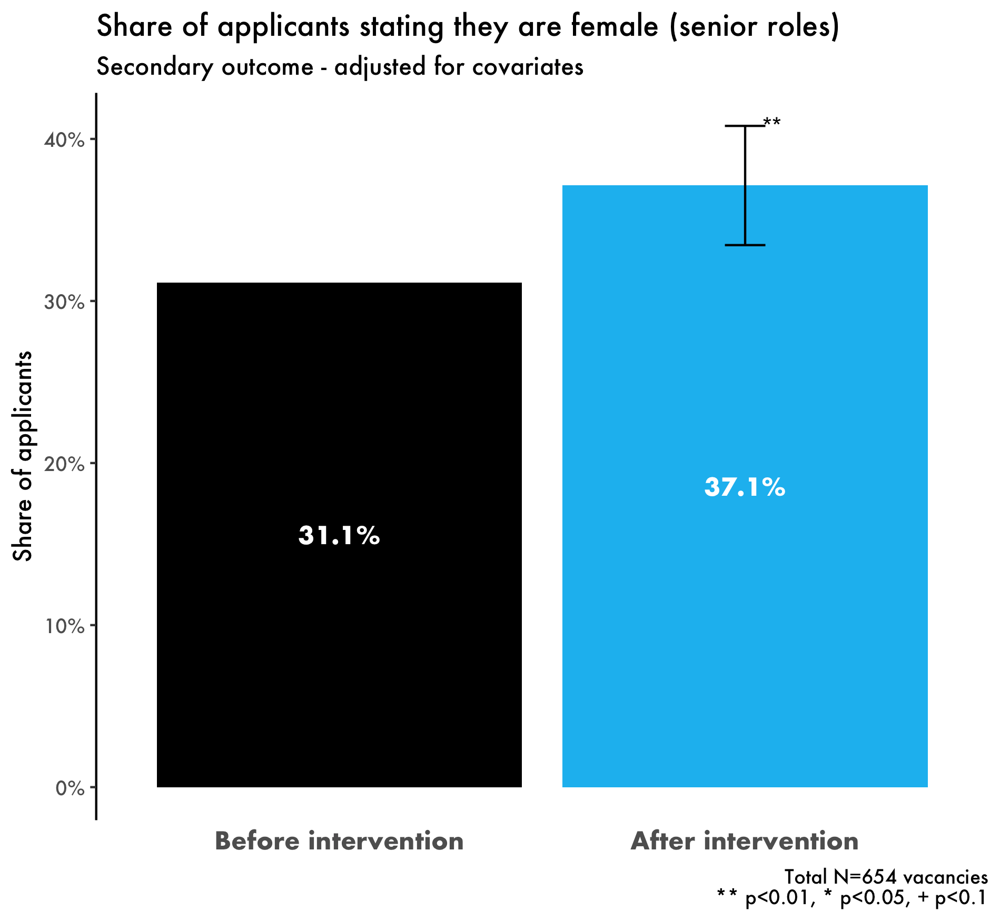 Share of applicants stating they are female (senior roles)
Secondary outcome - adjusted for covariates
Share of applicants
40%
30%
20%
10%
0%
**
31.1%
37.1%
Before intervention
After intervention
Total N=654 vacancies
** p<0.01, * p<0.05, + p<0.1